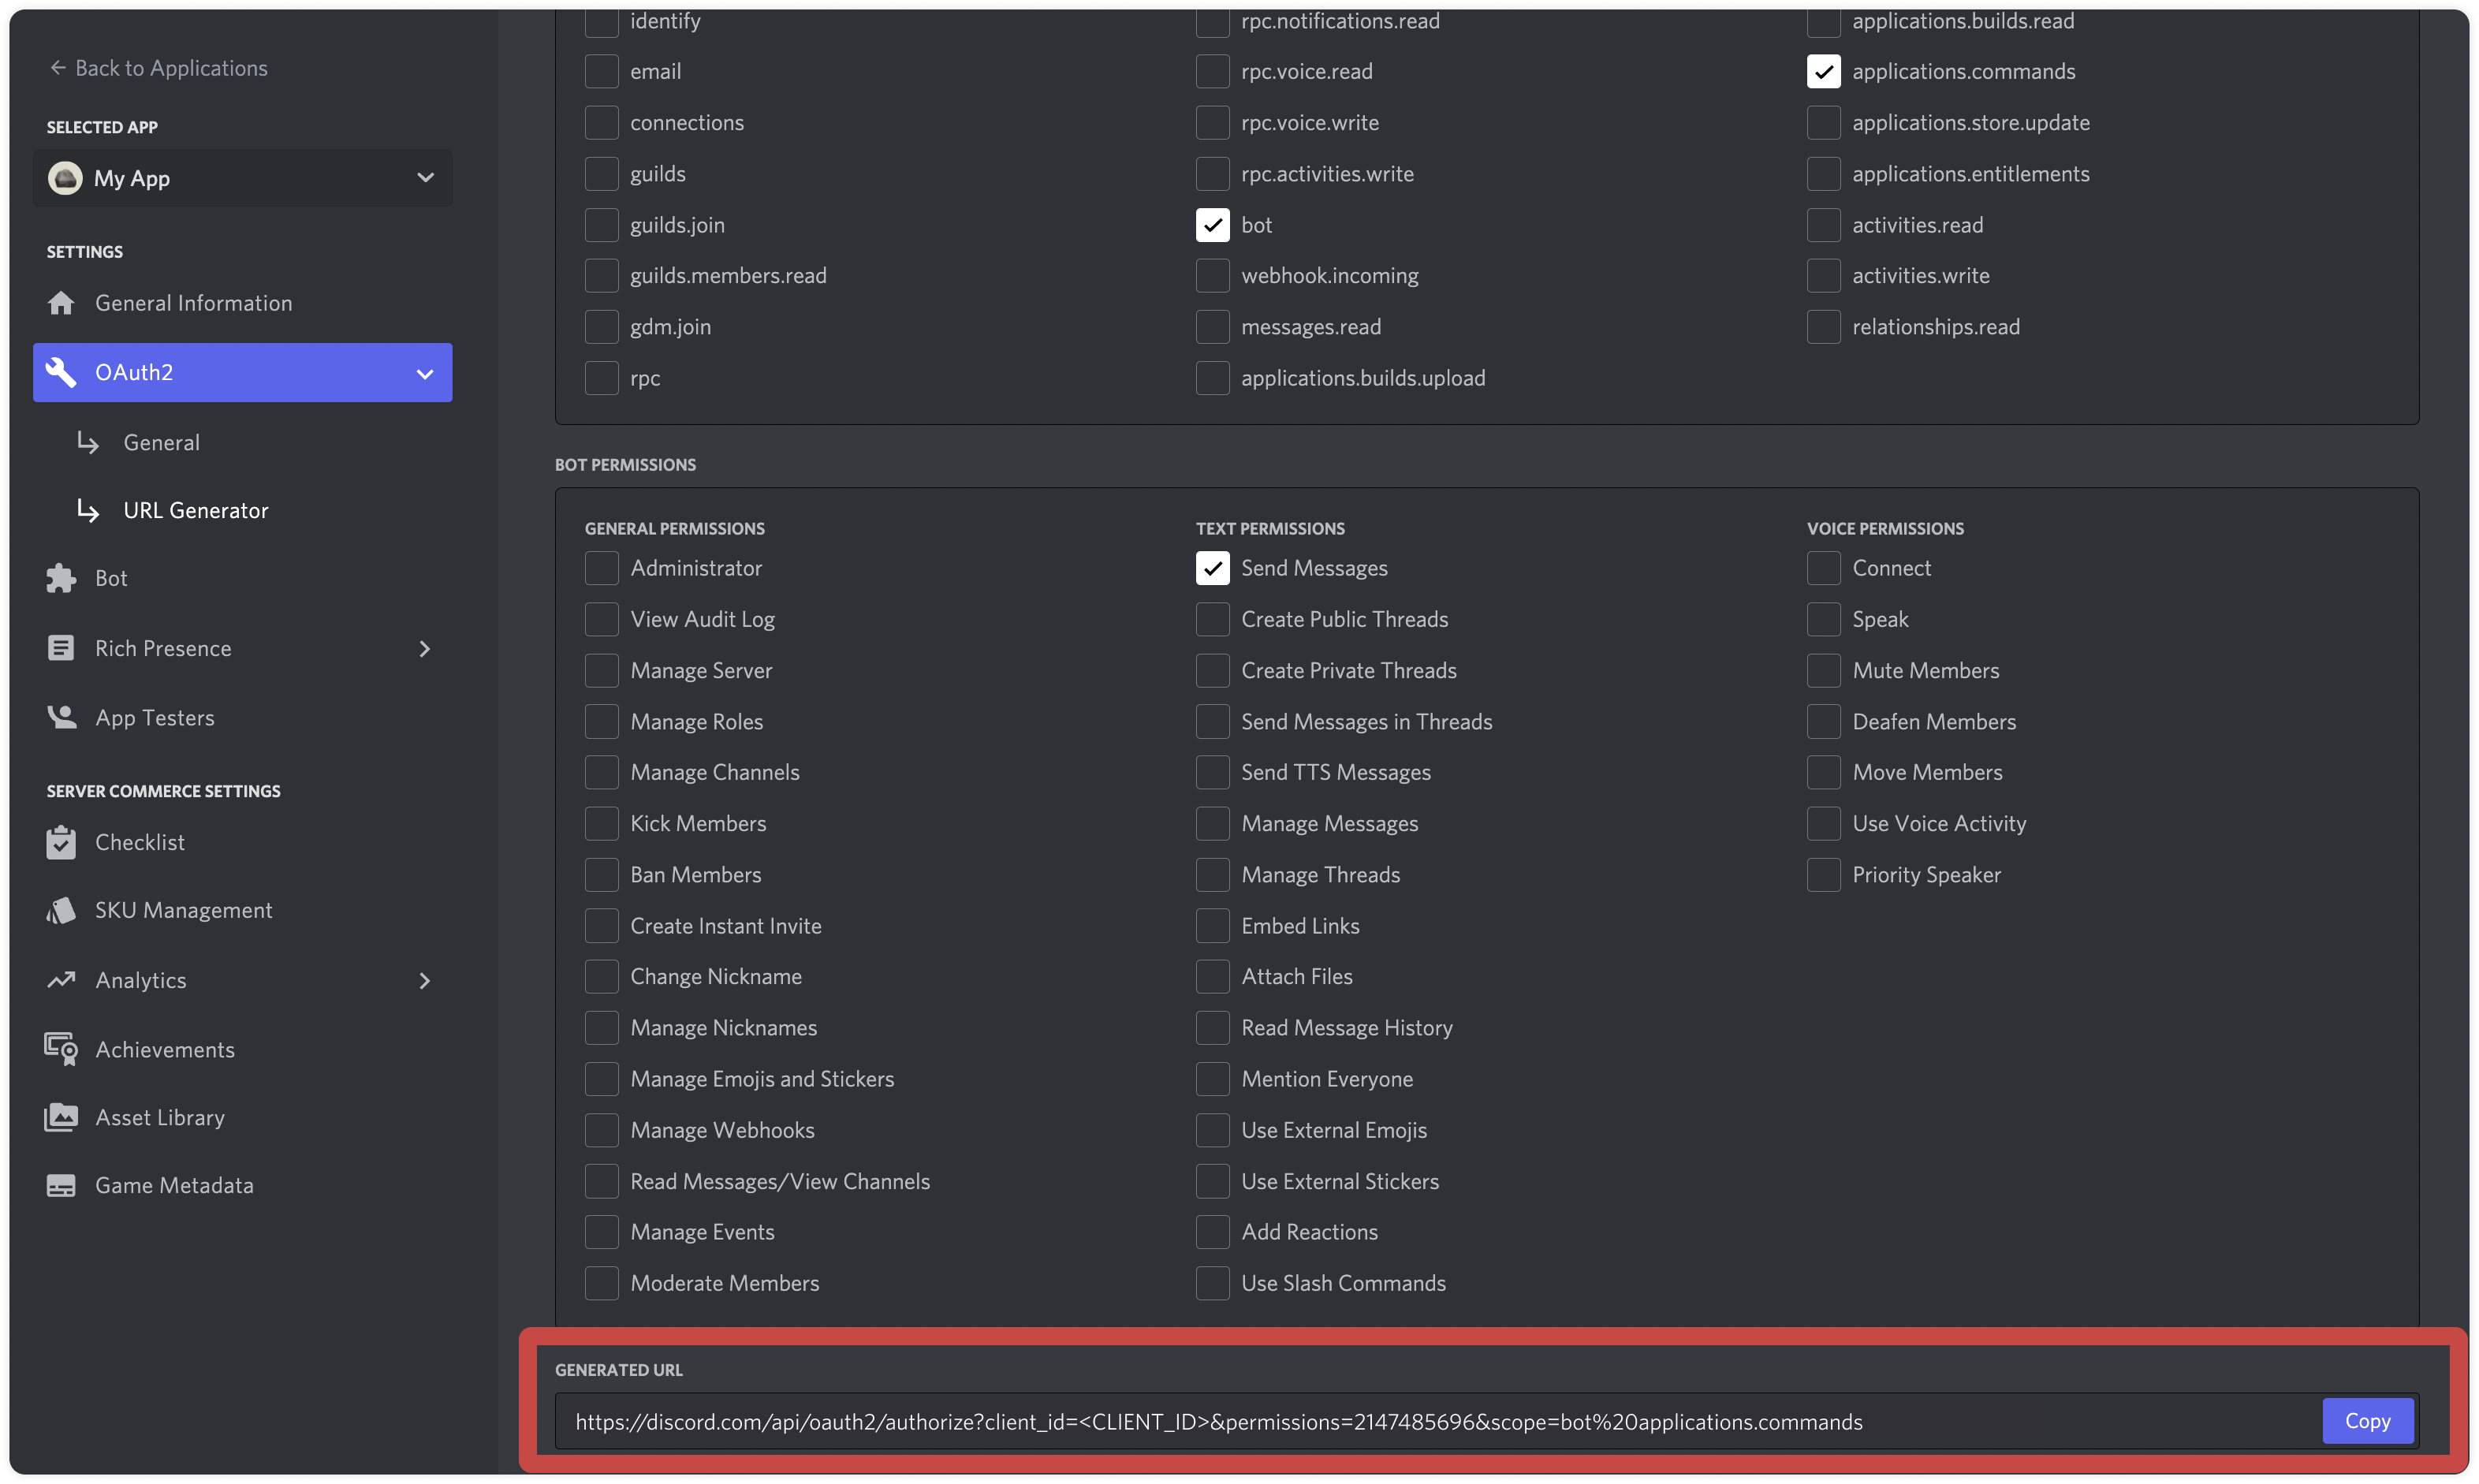 ← Back to Applications
SELECTED APP
My App
SETTINGS
General Information
OAuth2
General
URL Generator
Bot
Rich Presence
App Testers
SERVER COMMERCE SETTINGS
Checklist
SKU Management
Analytics
Achievements
Asset Library
Game Metadata
identify
email
connections
guilds
guilds.join
guilds.members.read
gdm.join
rpc
rpc.notifications.read
rpc.voice.read
rpc.voice.write
rpc.activities.write
bot
webhook.incoming
messages.read
applications.builds.upload
applications.builds.read
applications.commands
applications.store.update
applications.entitlements
activities.read
activities.write
relationships.read
BOT PERMISSIONS
GENERAL PERMISSIONS
Administrator
View Audit Log
Manage Server
Manage Roles
Manage Channels
Kick Members
Ban Members
Create Instant Invite
Change Nickname
Manage Nicknames
Manage Emojis and Stickers
Manage Webhooks
Read Messages/View Channels
Manage Events
Moderate Members
TEXT PERMISSIONS
Send Messages
Create Public Threads
Create Private Threads
Send Messages in Threads
Send TTS Messages
Manage Messages
Manage Threads
Embed Links
Attach Files
Read Message History
Mention Everyone
Use External Emojis
Use External Stickers
Add Reactions
Use Slash Commands
VOICE PERMISSIONS
Connect
Speak
Mute Members
Deafen Members
Move Members
Use Voice Activity
Priority Speaker
GENERATED URL
https://discord.com/api/oauth2/authorize?client_id=<CLIENT_ID>&permissions=2147485696&scope=bot%20applications.commands
Copy